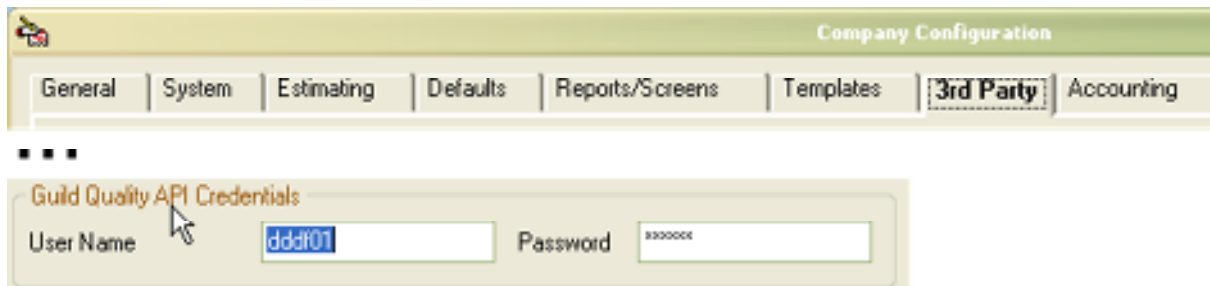 Company Configuration
General System Estimating Defaults Reports/Screens Templates 3rd Party Accounting
...
Guild Quality API Credentials
User Name dddf01 Password xxxxxxx